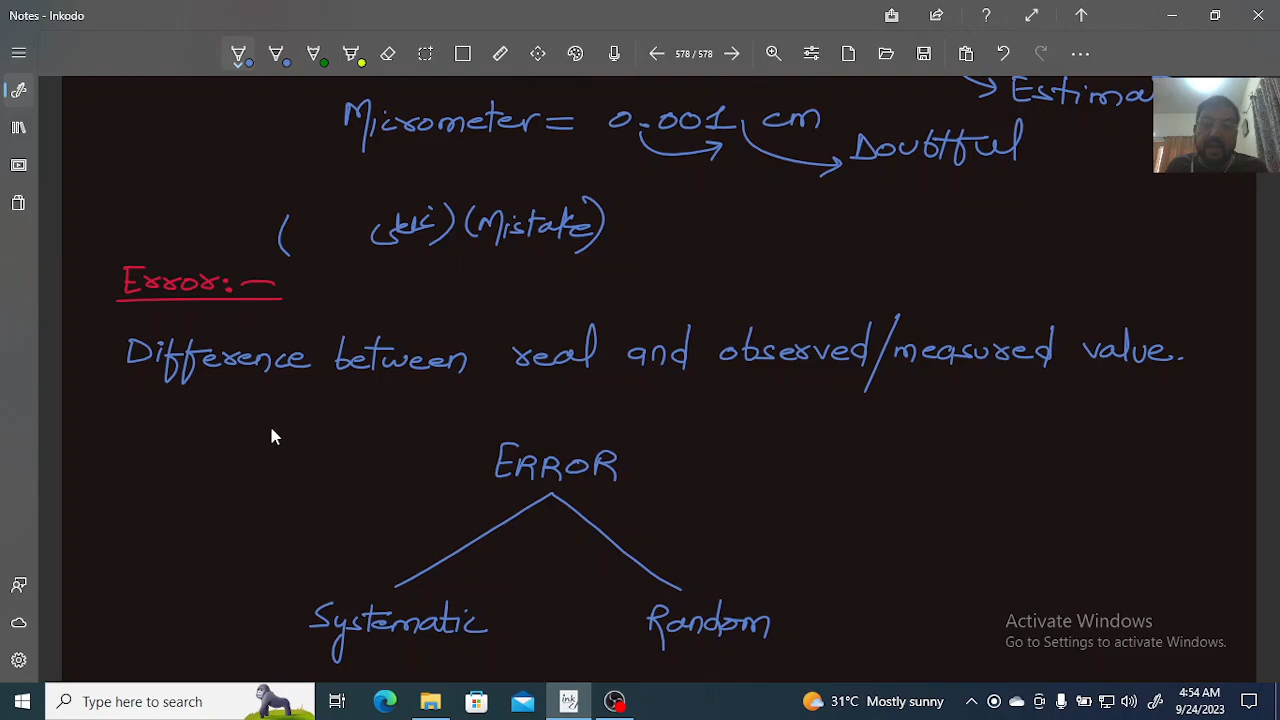 Notes - Inkodo
578 / 578
Estima
Micrometer = 0.001 cm
Doubtful
( غلطی) (Mistake)
Error:—
Difference between real and observed/measured value.
ERROR
Systematic Random
Activate Windows
Go to Settings to activate Windows.
Type here to search
31°C Mostly sunny
4:54 AM
9/24/2023